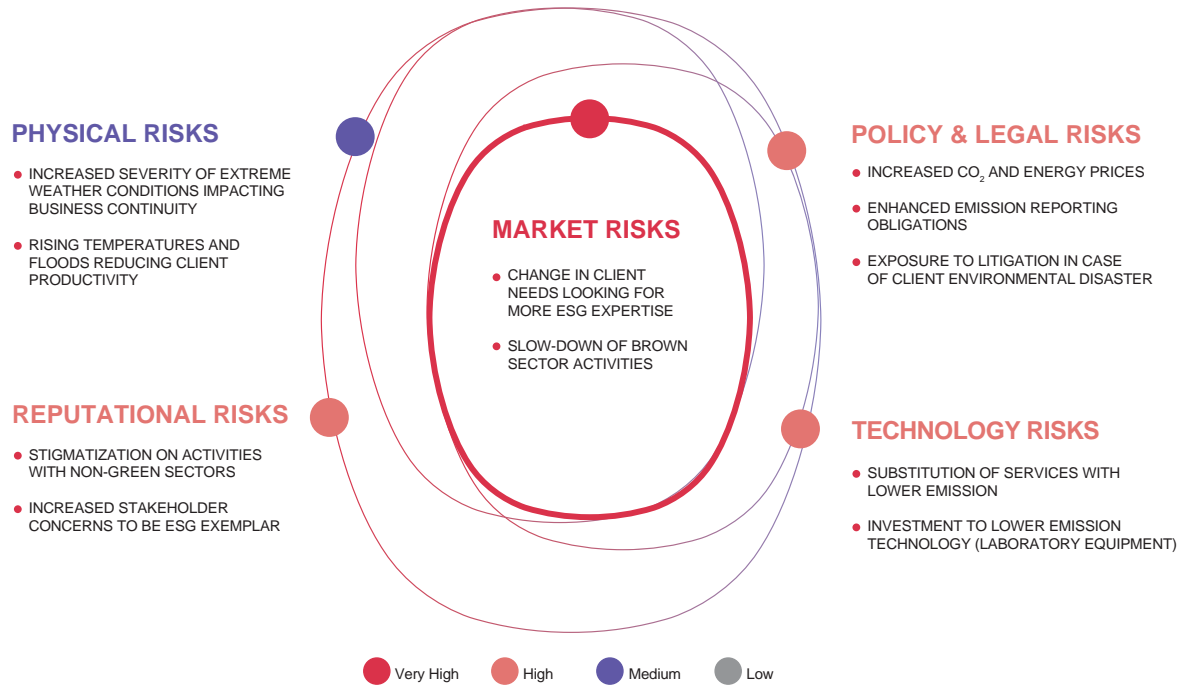 PHYSICAL RISKS
INCREASED SEVERITY OF EXTREME
WEATHER CONDITIONS IMPACTING
BUSINESS CONTINUITY
RISING TEMPERATURES AND
FLOODS REDUCING CLIENT
PRODUCTIVITY
REPUTATIONAL RISKS
STIGMATIZATION ON ACTIVITIES
WITH NON-GREEN SECTORS
INCREASED STAKEHOLDER
CONCERNS TO BE ESG EXEMPLAR
MARKET RISKS
CHANGE IN CLIENT
NEEDS LOOKING FOR
MORE ESG EXPERTISE
SLOW-DOWN OF BROWN
SECTOR ACTIVITIES
POLICY & LEGAL RISKS
INCREASED CO₂ AND ENERGY PRICES
ENHANCED EMISSION REPORTING
OBLIGATIONS
EXPOSURE TO LITIGATION IN CASE
OF CLIENT ENVIRONMENTAL DISASTER
TECHNOLOGY RISKS
SUBSTITUTION OF SERVICES WITH
LOWER EMISSION
INVESTMENT TO LOWER EMISSION
TECHNOLOGY (LABORATORY EQUIPMENT)
Very High
High
Medium
Low